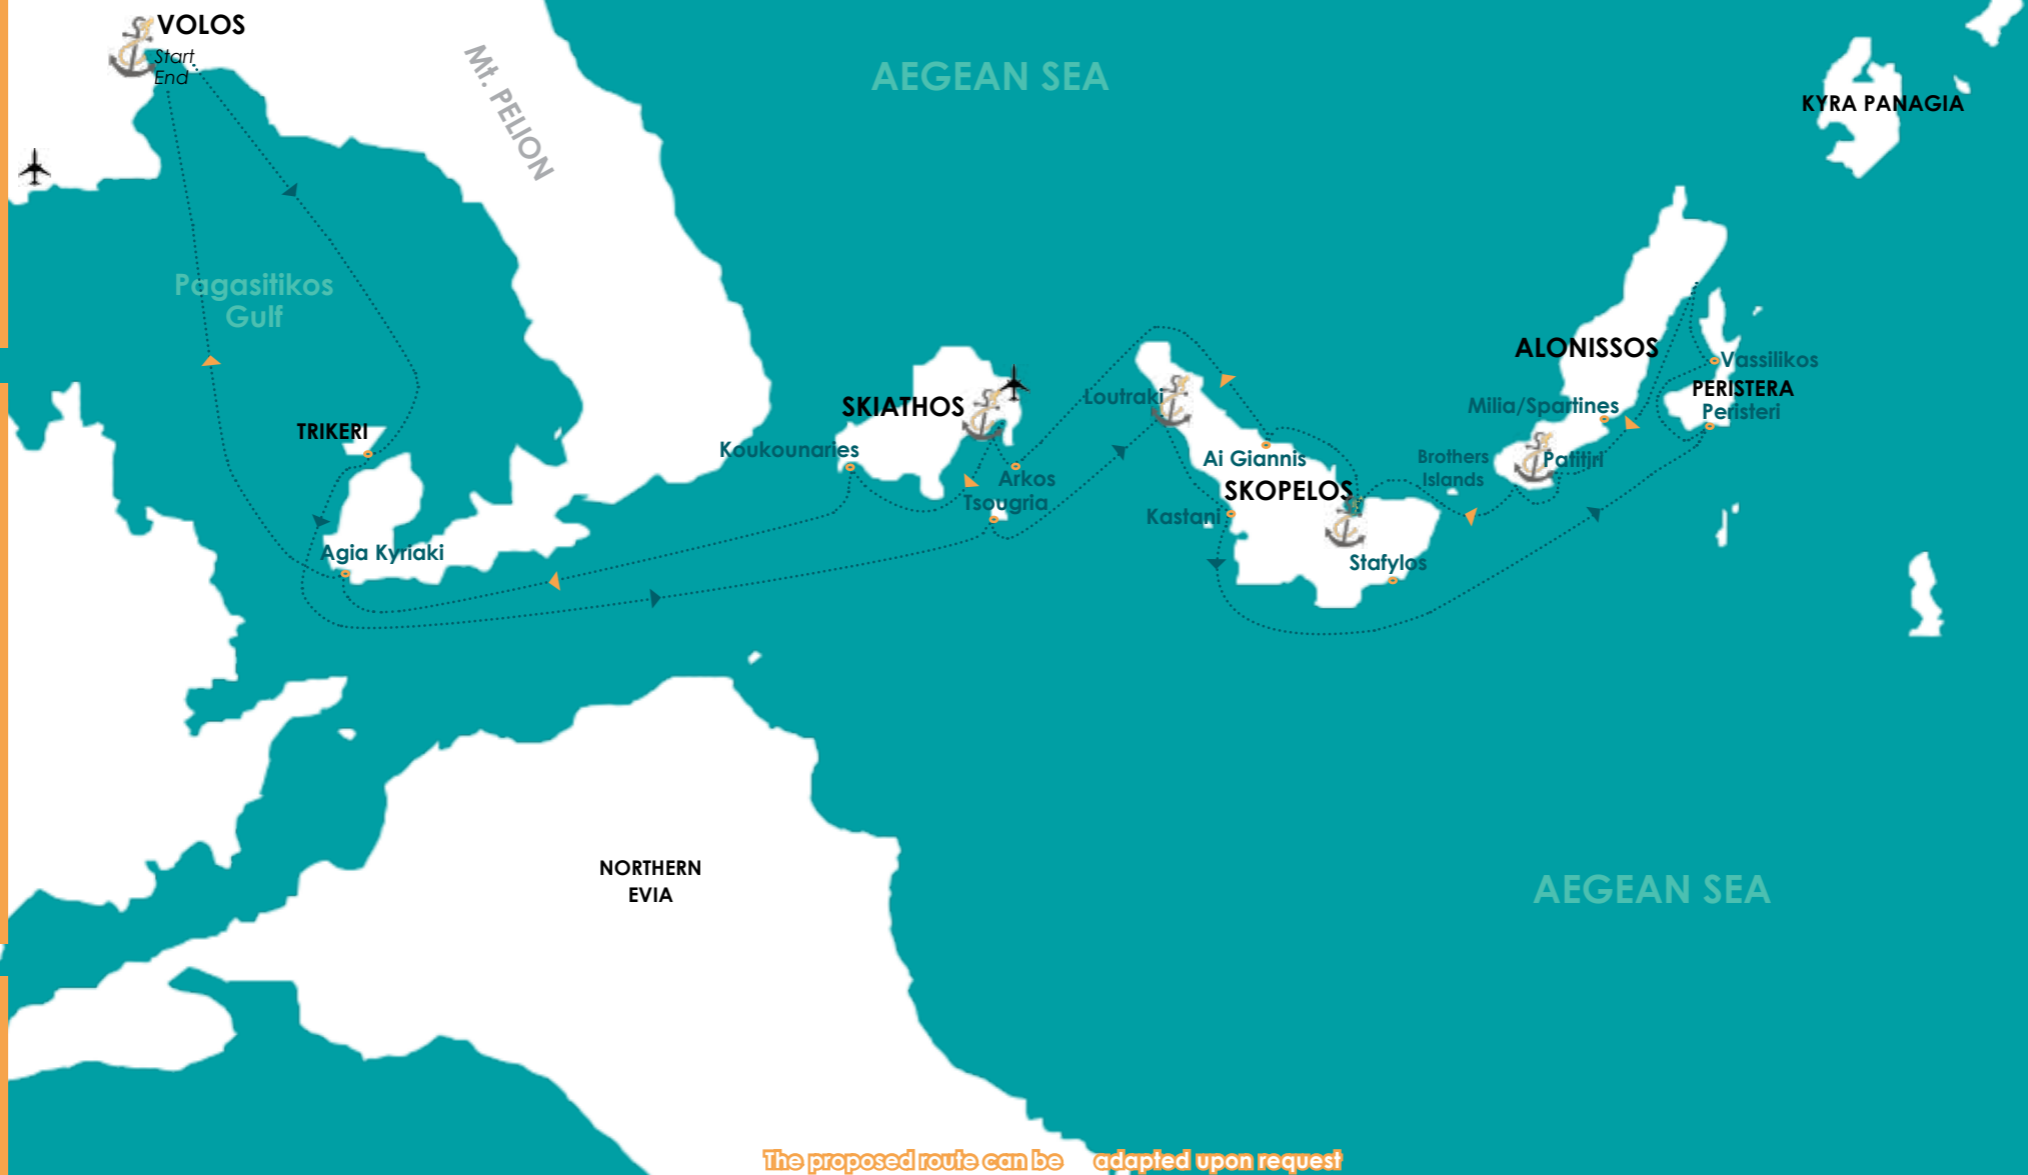 VOLOS
Start
End
Mt. PELION
AEGEAN SEA
KYRA PANAGIA
Pagasitikos
Gulf
ALONISSOS
Vassilikos
PERISTERA
Peristeri
Milia/Spartines
SKIATHOS
Loutraki
TRIKERI
Koukounaries
Arkos
Tsougria
Ai Giannis
SKOPELOS
Brothers
Islands
Patitiri
Kastani
Agia Kyriaki
Stafylos
NORTHERN
EVIA
AEGEAN SEA
The proposed route can be adapted upon request